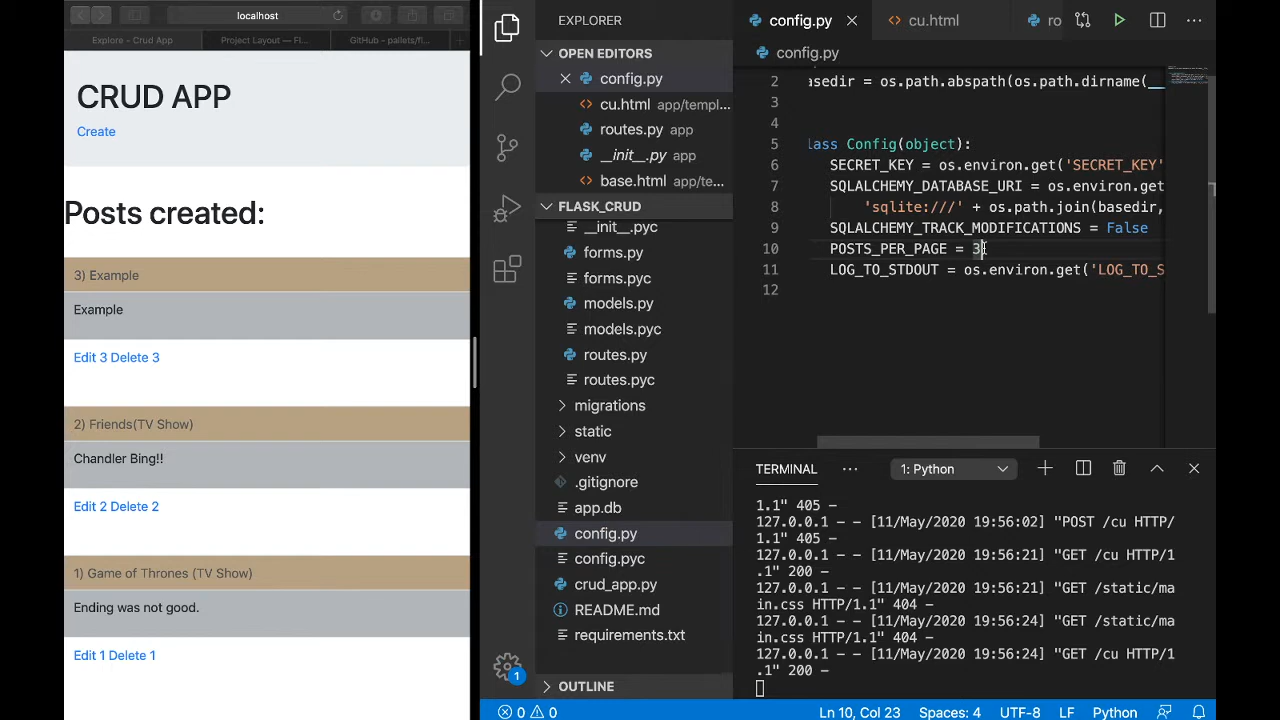 localhost
Explore - Crud App
Project Layout — Fl...
GitHub - pallets/fl...
CRUD APP
Create
Posts created:
3) Example
Example
Edit 3 Delete 3
2) Friends(TV Show)
Chandler Bing!!
Edit 2 Delete 2
1) Game of Thrones (TV Show)
Ending was not good.
Edit 1 Delete 1
EXPLORER
OPEN EDITORS
config.py
cu.html app/templ...
routes.py app
__init__.py app
base.html app/te...
FLASK_CRUD
__init__.pyc
forms.py
forms.pyc
models.py
models.pyc
routes.py
routes.pyc
migrations
static
venv
.gitignore
app.db
config.py
config.pyc
crud_app.py
README.md
requirements.txt
OUTLINE
1
config.py
cu.html
ro
config.py
2 asedir = os.path.abspath(os.path.dirname(__
3
4
5 lass Config(object):
6 SECRET_KEY = os.environ.get('SECRET_KEY'
7 SQLALCHEMY_DATABASE_URI = os.environ.get
8 'sqlite:///' + os.path.join(basedir,
9 SQLALCHEMY_TRACK_MODIFICATIONS = False
10 POSTS_PER_PAGE = 3
11 LOG_TO_STDOUT = os.environ.get('LOG_TO_S
12
TERMINAL
1: Python
1.1" 405 -
127.0.0.1 - - [11/May/2020 19:56:02] "POST /cu HTTP/
1.1" 405 -
127.0.0.1 - - [11/May/2020 19:56:21] "GET /cu HTTP/1
.1" 200 -
127.0.0.1 - - [11/May/2020 19:56:21] "GET /static/ma
in.css HTTP/1.1" 404 -
127.0.0.1 - - [11/May/2020 19:56:24] "GET /static/ma
in.css HTTP/1.1" 404 -
127.0.0.1 - - [11/May/2020 19:56:24] "GET /cu HTTP/1
.1" 200 -
0 0
Ln 10, Col 23
Spaces: 4
UTF-8
LF
Python